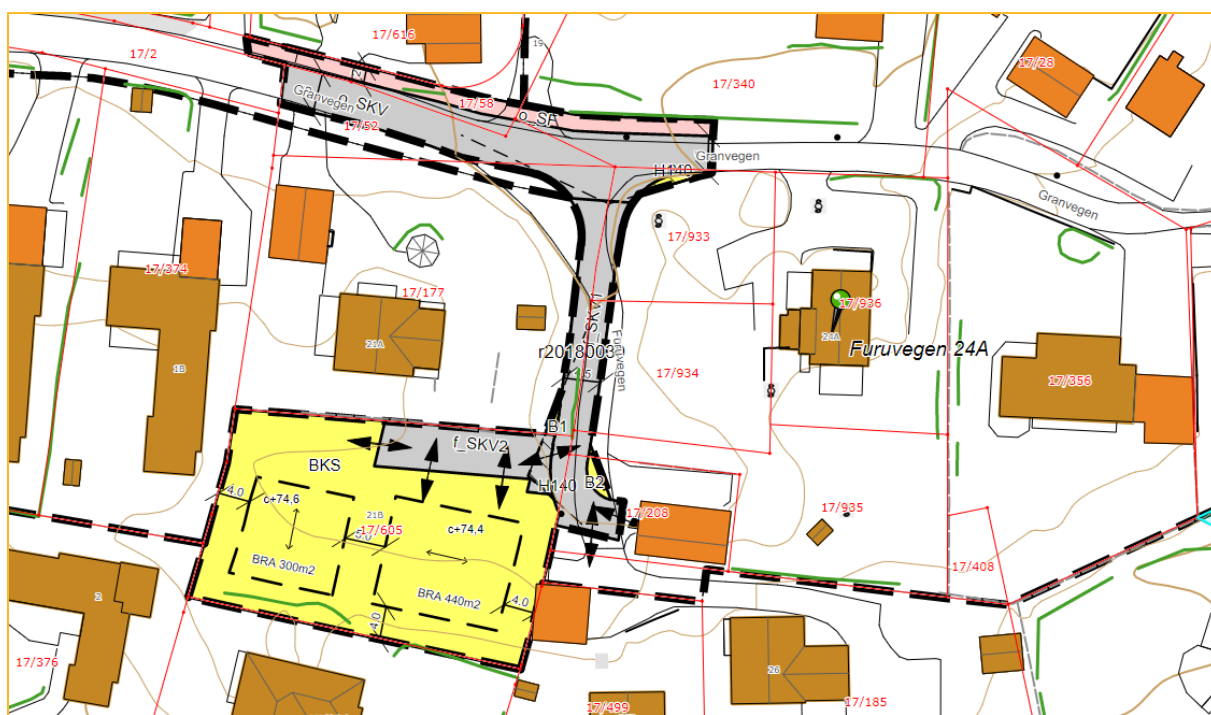 17/616
17/2
19
17/28
17/340
2
Granvegen
o_SKV
17/58
17/52
o_SF
Granvegen
H140
Granvegen
17/933
17/374
17/177
17/936
21A
24A
Furuvegen 24A
SKV1
Furuvegen
r2018003
17/934
1B
5
17/356
B1
f_SKV2
BKS
H140
B2
4.0
c+74,6
21B
17/605
c+74,4
17/208
17/935
BRA 300m2
17/408
BRA 440m2
4.0
4.0
2
17/376
26
17/185
17/499